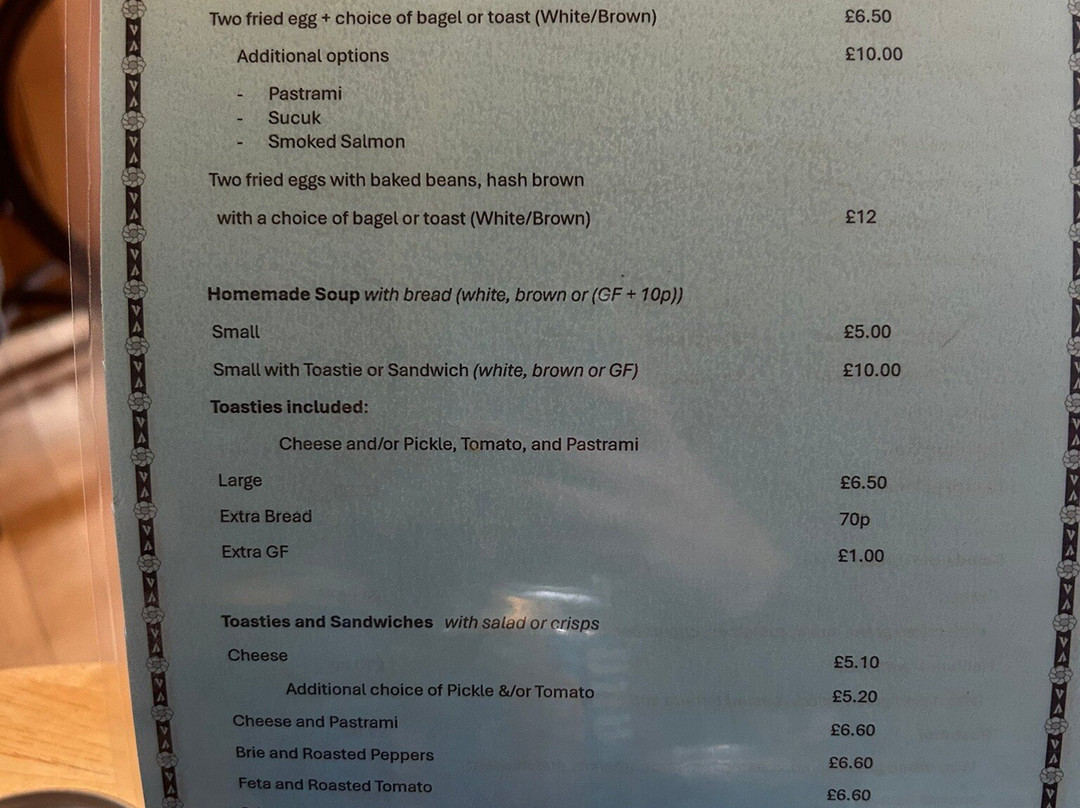 Two fried egg + choice of bagel or toast (White/Brown) £6.50
Additional options £10.00
- Pastrami
- Sucuk
- Smoked Salmon
Two fried eggs with baked beans, hash brown
with a choice of bagel or toast (White/Brown) £12
Homemade Soup with bread (white, brown or (GF + 10p))
Small £5.00
Small with Toastie or Sandwich (white, brown or GF) £10.00
Toasties included:
Cheese and/or Pickle, Tomato, and Pastrami
Large £6.50
Extra Bread 70p
Extra GF £1.00
Toasties and Sandwiches with salad or crisps
Cheese £5.10
Additional choice of Pickle &/or Tomato £5.20
Cheese and Pastrami £6.60
Brie and Roasted Peppers £6.60
Feta and Roasted Tomato £6.60